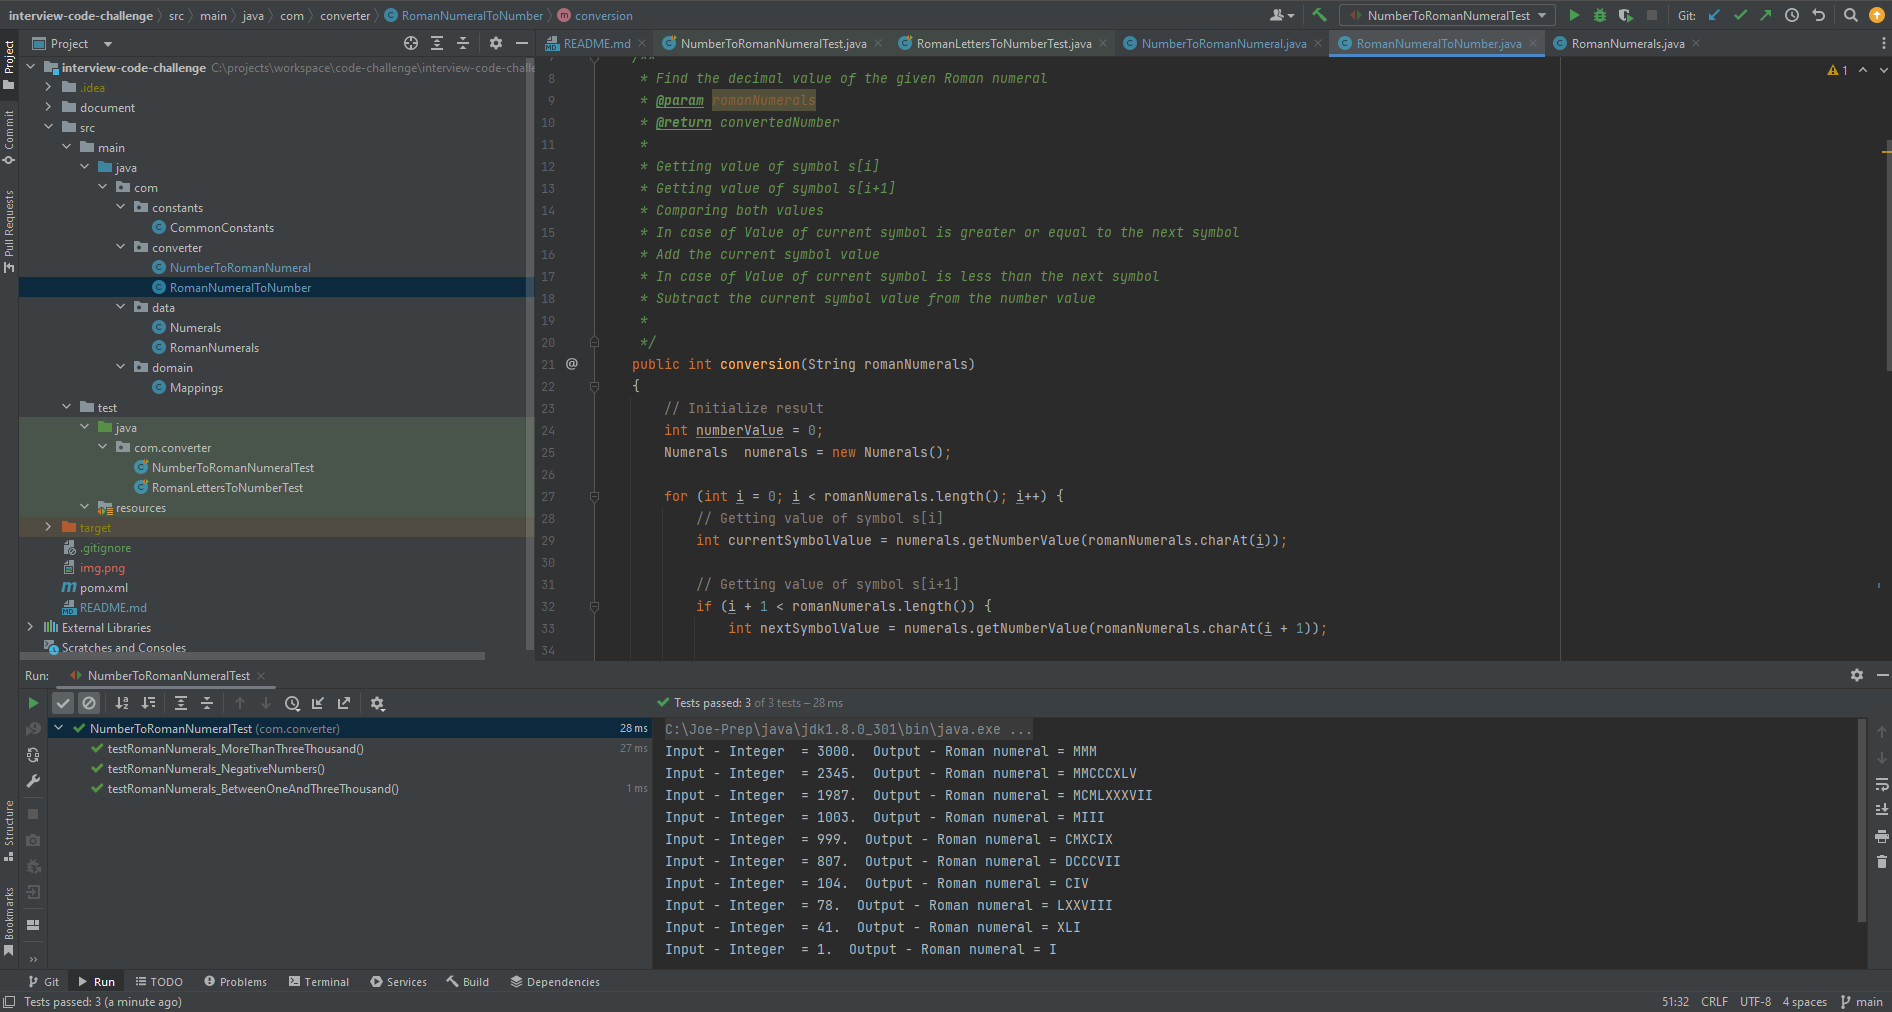 interview-code-challenge src main java com converter RomanNumeralToNumber conversion
NumberToRomanNumeralTest Git:
Project
README.md NumberToRomanNumeralTest.java RomanLettersToNumberTest.java NumberToRomanNumeral.java RomanNumeralToNumber.java RomanNumerals.java
Project
Commit
Pull Requests
Structure
Bookmarks
interview-code-challenge C:\projects\workspace\code-challenge\interview-code-challe
.idea
document
src
main
java
com
constants
CommonConstants
converter
NumberToRomanNumeral
RomanNumeralToNumber
data
Numerals
RomanNumerals
domain
Mappings
test
java
com.converter
NumberToRomanNumeralTest
RomanLettersToNumberTest
resources
target
.gitignore
img.png
pom.xml
README.md
External Libraries
Scratches and Consoles
1
7 /**
8 * Find the decimal value of the given Roman numeral
9 * @param romanNumerals
10 * @return convertedNumber
11 *
12 * Getting value of symbol s[i]
13 * Getting value of symbol s[i+1]
14 * Comparing both values
15 * In case of Value of current symbol is greater or equal to the next symbol
16 * Add the current symbol value
17 * In case of Value of current symbol is less than the next symbol
18 * Subtract the current symbol value from the number value
19 *
20 */
21 @ public int conversion(String romanNumerals)
22 {
23 // Initialize result
24 int numberValue = 0;
25 Numerals  numerals = new Numerals();
26
27 for (int i = 0; i < romanNumerals.length(); i++) {
28 // Getting value of symbol s[i]
29 int currentSymbolValue = numerals.getNumberValue(romanNumerals.charAt(i));
30
31 // Getting value of symbol s[i+1]
32 if (i + 1 < romanNumerals.length()) {
33 int nextSymbolValue = numerals.getNumberValue(romanNumerals.charAt(i + 1));
34
Run: NumberToRomanNumeralTest
Tests passed: 3 of 3 tests – 28 ms
NumberToRomanNumeralTest (com.converter) 28 ms
testRomanNumerals_MoreThanThreeThousand() 27 ms
testRomanNumerals_NegativeNumbers()
testRomanNumerals_BetweenOneAndThreeThousand() 1 ms
C:\Joe-Prep\java\jdk1.8.0_301\bin\java.exe ...
Input - Integer  = 3000.  Output - Roman numeral = MMM
Input - Integer  = 2345.  Output - Roman numeral = MMCCCXLV
Input - Integer  = 1987.  Output - Roman numeral = MCMLXXXVII
Input - Integer  = 1003.  Output - Roman numeral = MIII
Input - Integer  = 999.  Output - Roman numeral = CMXCIX
Input - Integer  = 807.  Output - Roman numeral = DCCCVII
Input - Integer  = 104.  Output - Roman numeral = CIV
Input - Integer  = 78.  Output - Roman numeral = LXXVIII
Input - Integer  = 41.  Output - Roman numeral = XLI
Input - Integer  = 1.  Output - Roman numeral = I
Git Run TODO Problems Terminal Services Build Dependencies
Tests passed: 3 (a minute ago) 51:32 CRLF UTF-8 4 spaces main